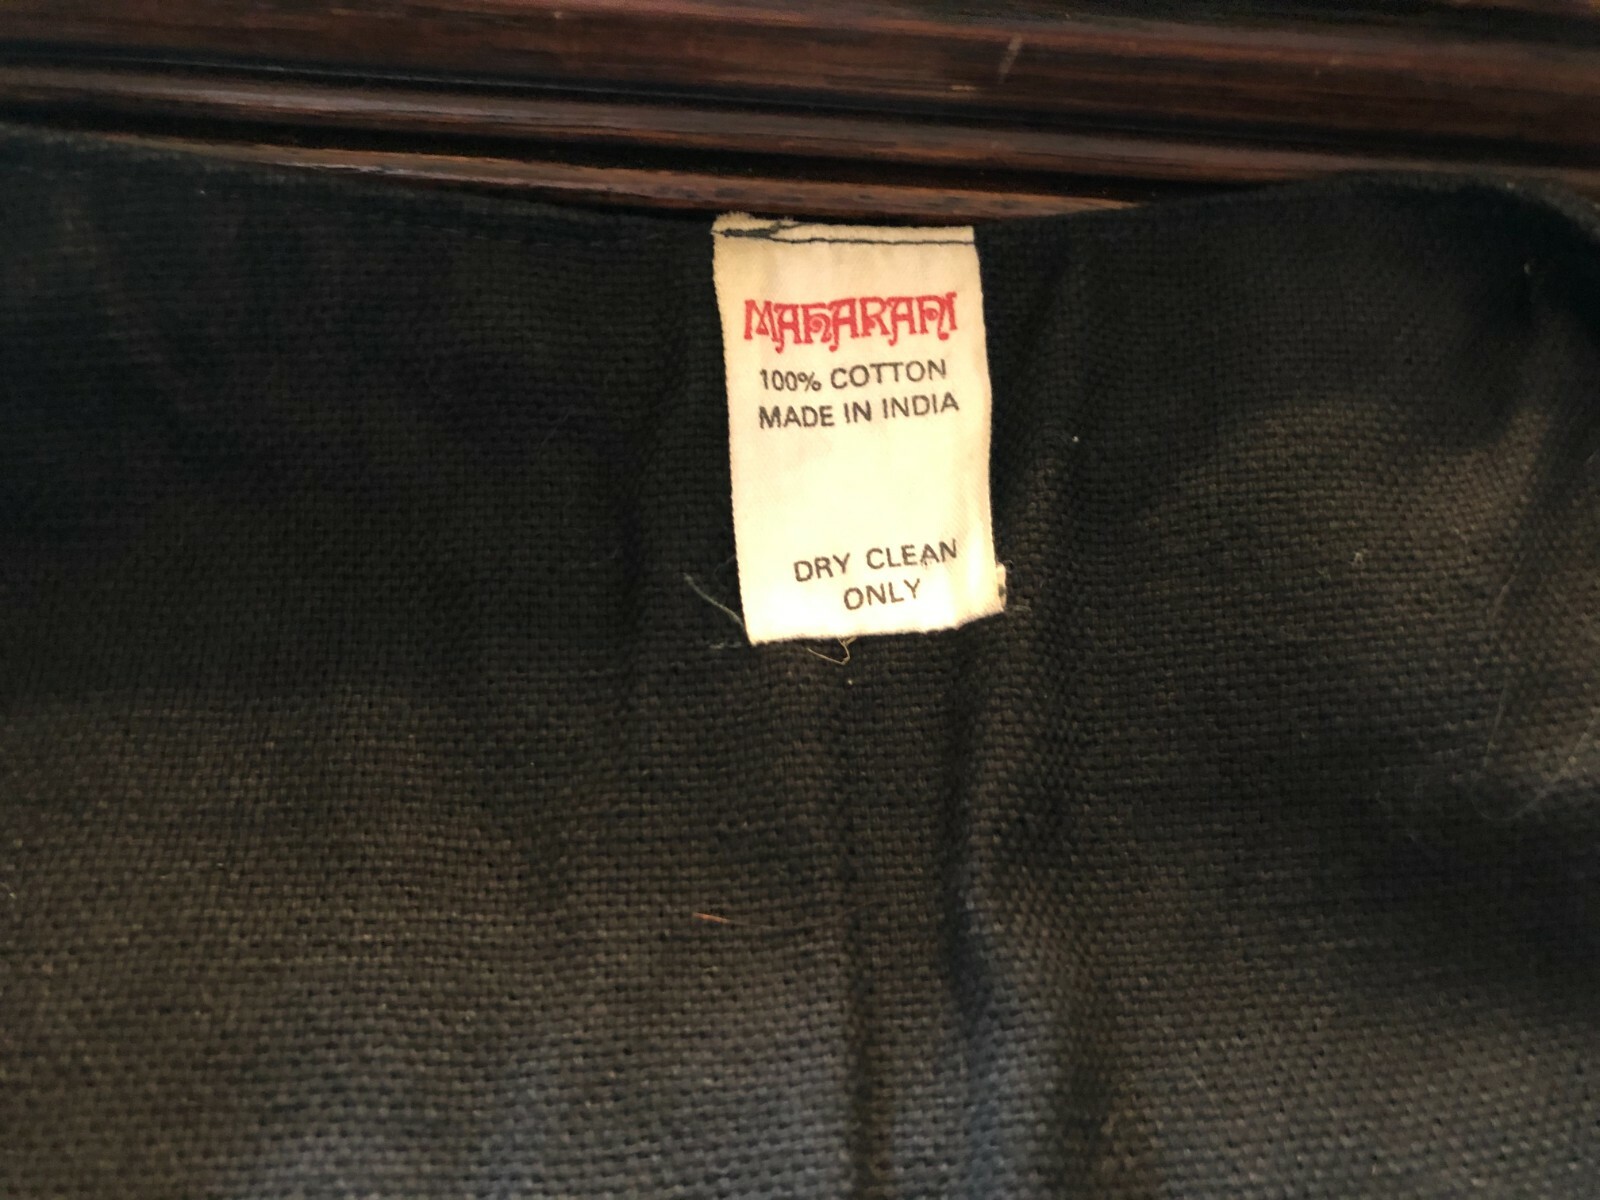 MAHARANI
100% COTTON
MADE IN INDIA
DRY CLEAN
ONLY